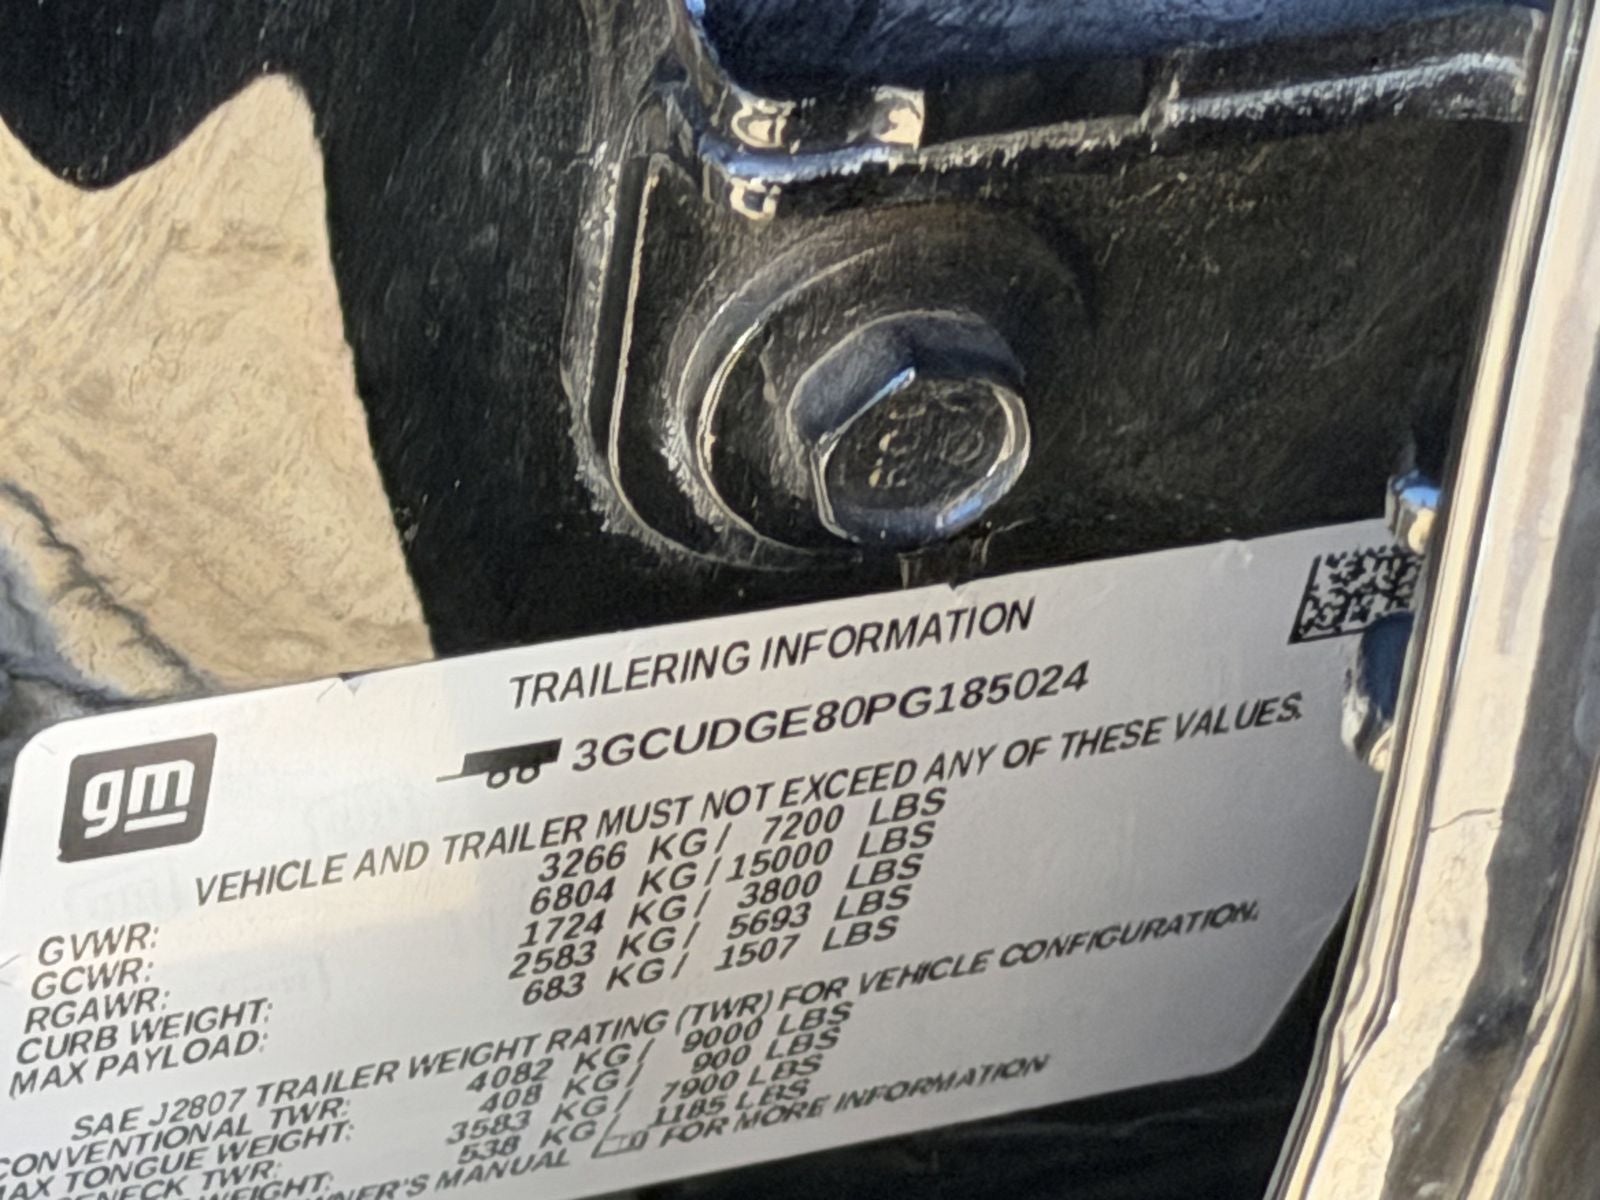 TRAILERING INFORMATION
gm
3GCUDGE80PG185024
VEHICLE AND TRAILER MUST NOT EXCEED ANY OF THESE VALUES.
GVWR: 3266 KG / 7200 LBS
GCWR: 6804 KG / 15000 LBS
RGAWR: 1724 KG / 3800 LBS
CURB WEIGHT: 2583 KG / 5693 LBS
MAX PAYLOAD: 683 KG / 1507 LBS
SAE J2807 TRAILER WEIGHT RATING (TWR) FOR VEHICLE CONFIGURATION.
CONVENTIONAL TWR: 4082 KG / 9000 LBS
MAX TONGUE WEIGHT: 408 KG / 900 LBS
TWR: 3583 KG / 7900 LBS
WEIGHT: 538 KG / 1185 LBS
MANUAL FOR MORE INFORMATION